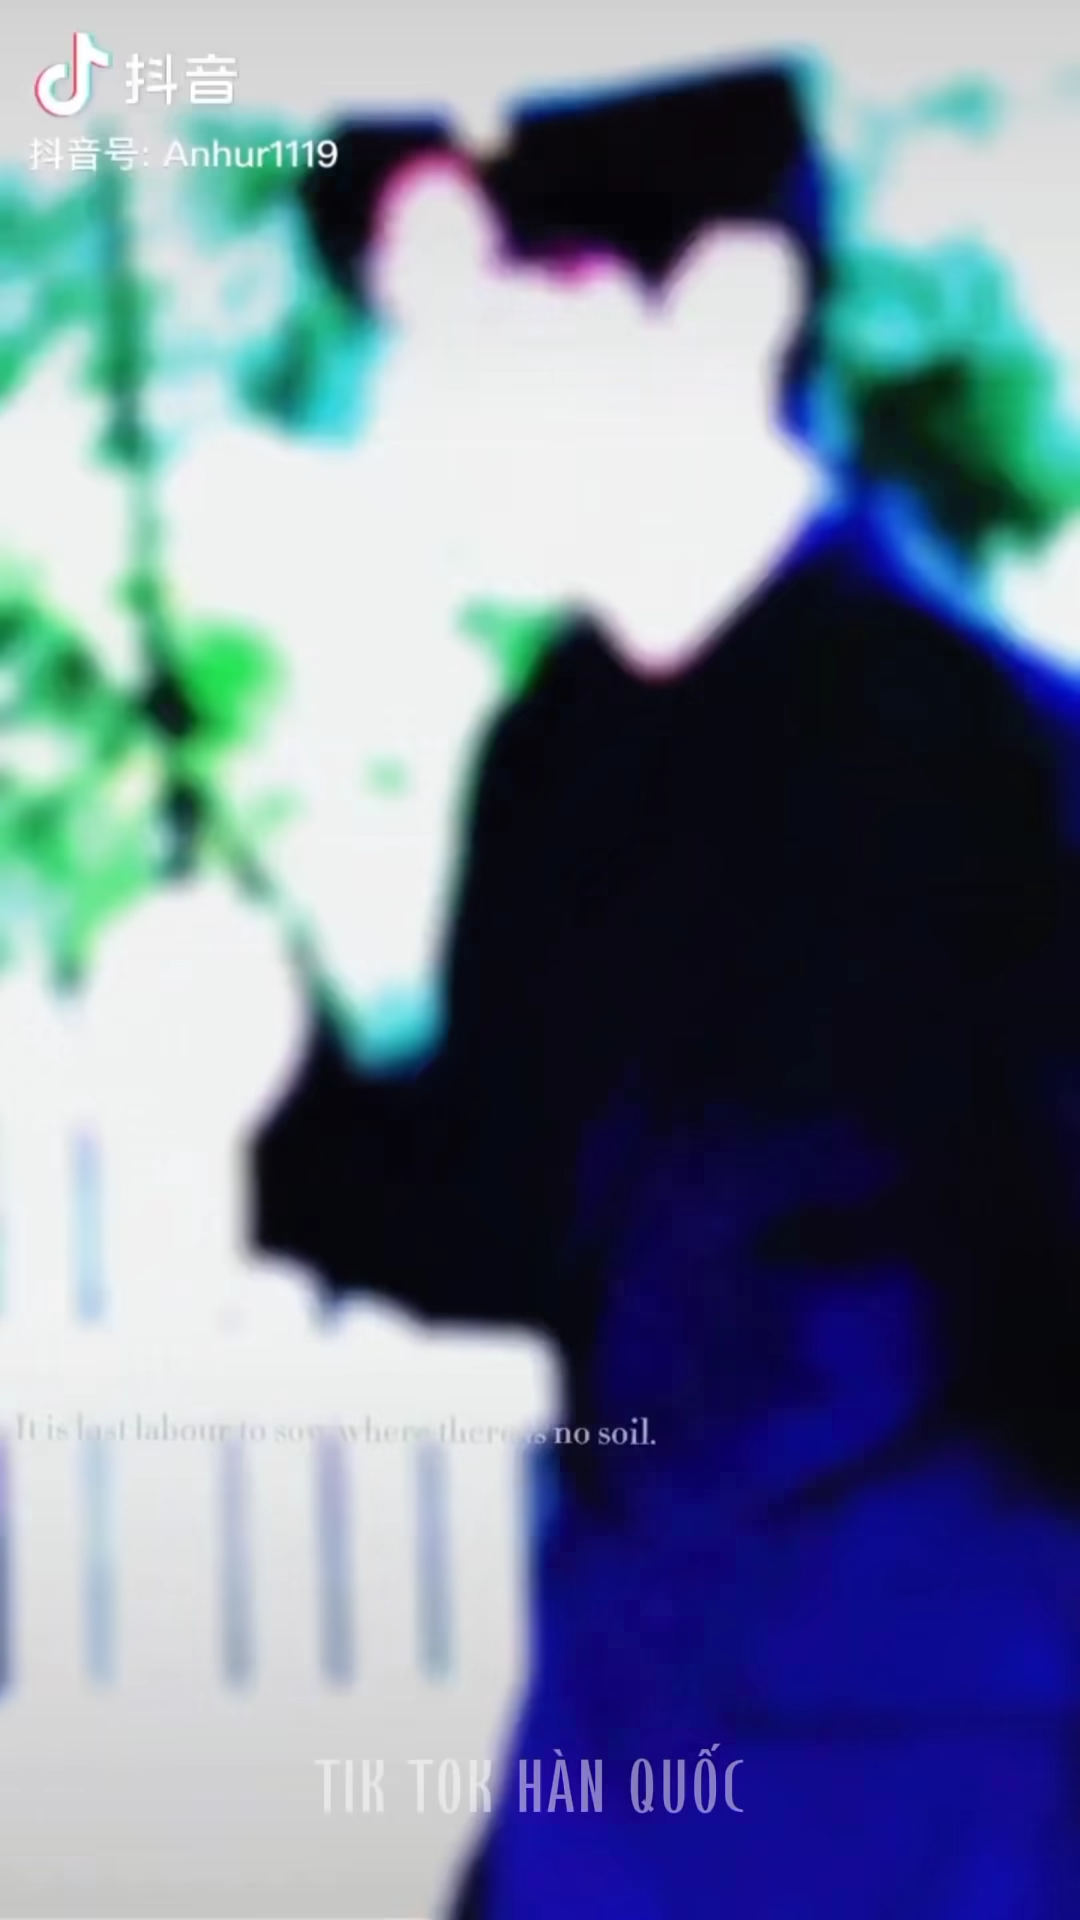 抖音
抖音号: Anhur1119
It is lost labour to sow where there is no soil.
TIK TOK HÀN QUỐC